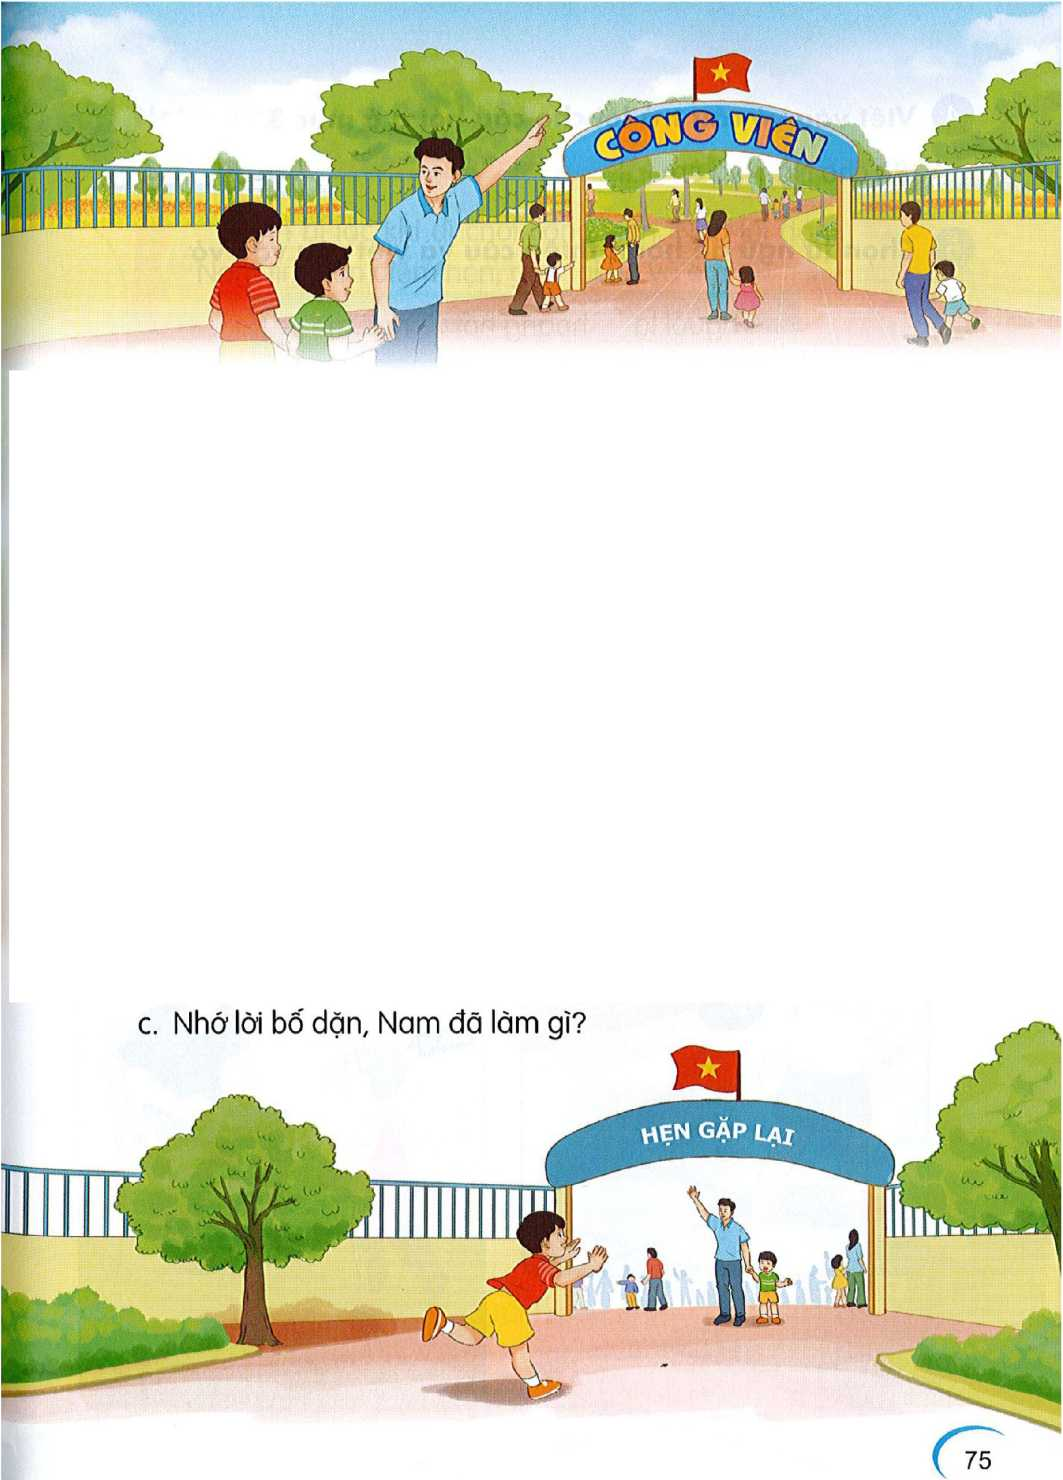 CÔNG VIÊN
c. Nhớ lời bố dặn, Nam đã làm gì?
HẸN GẶP LẠI
75